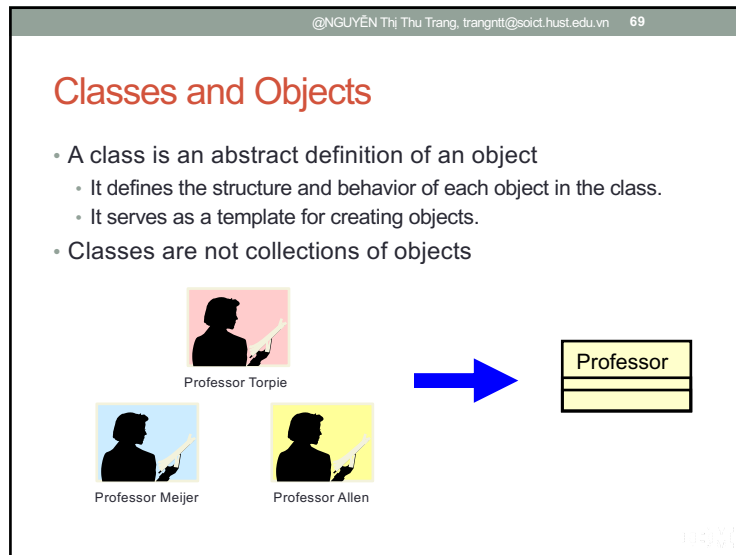 @NGUYỄN Thị Thu Trang, trangntt@soict.hust.edu.vn 69
Classes and Objects
• A class is an abstract definition of an object
• It defines the structure and behavior of each object in the class.
• It serves as a template for creating objects.
• Classes are not collections of objects
Professor Torpie
Professor
Professor Meijer Professor Allen